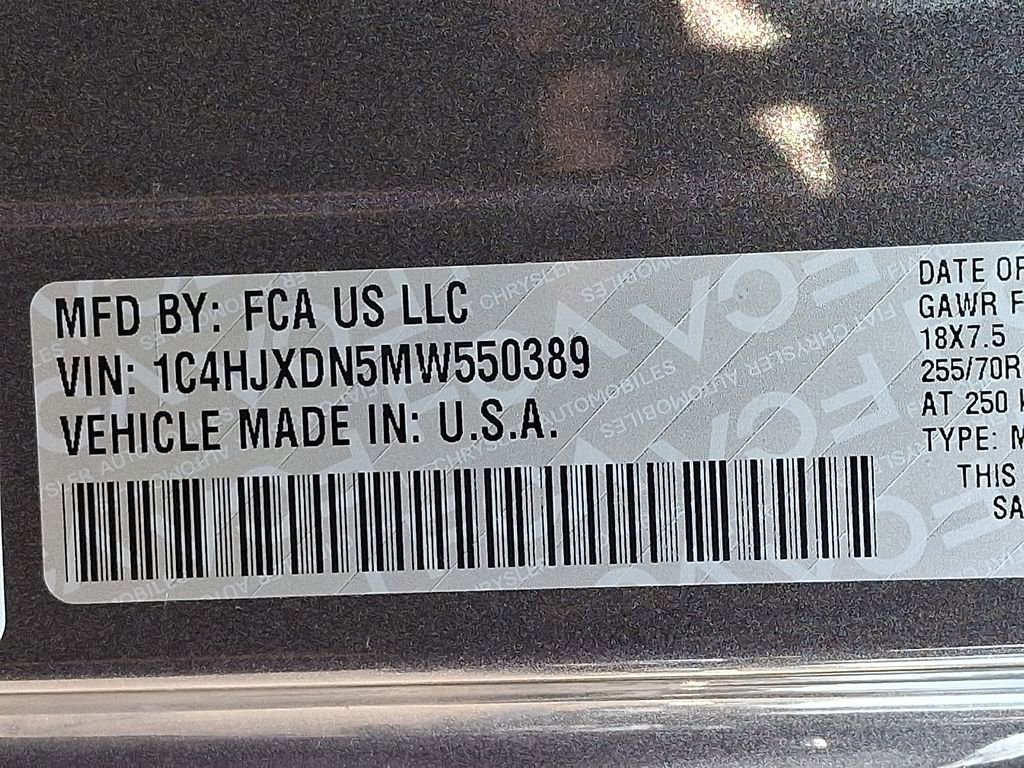 MFD BY: FCA US LLC
VIN: 1C4HJXDN5MW550389
VEHICLE MADE IN: U.S.A.
DATE OF
GAWR F
18X7.5
255/70R
AT 250
TYPE: M
THIS
SA